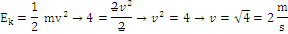 E_k = 1/2 mv² → 4 = 2v²/2 → v² = 4 → v = √4 = 2 m/s